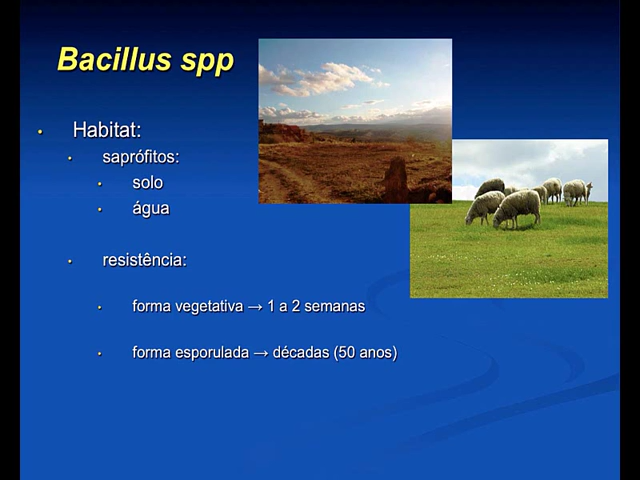 Bacillus spp
• Habitat:
• saprófitos:
• solo
• água
• resistência:
• forma vegetativa → 1 a 2 semanas
• forma esporulada → décadas (50 anos)